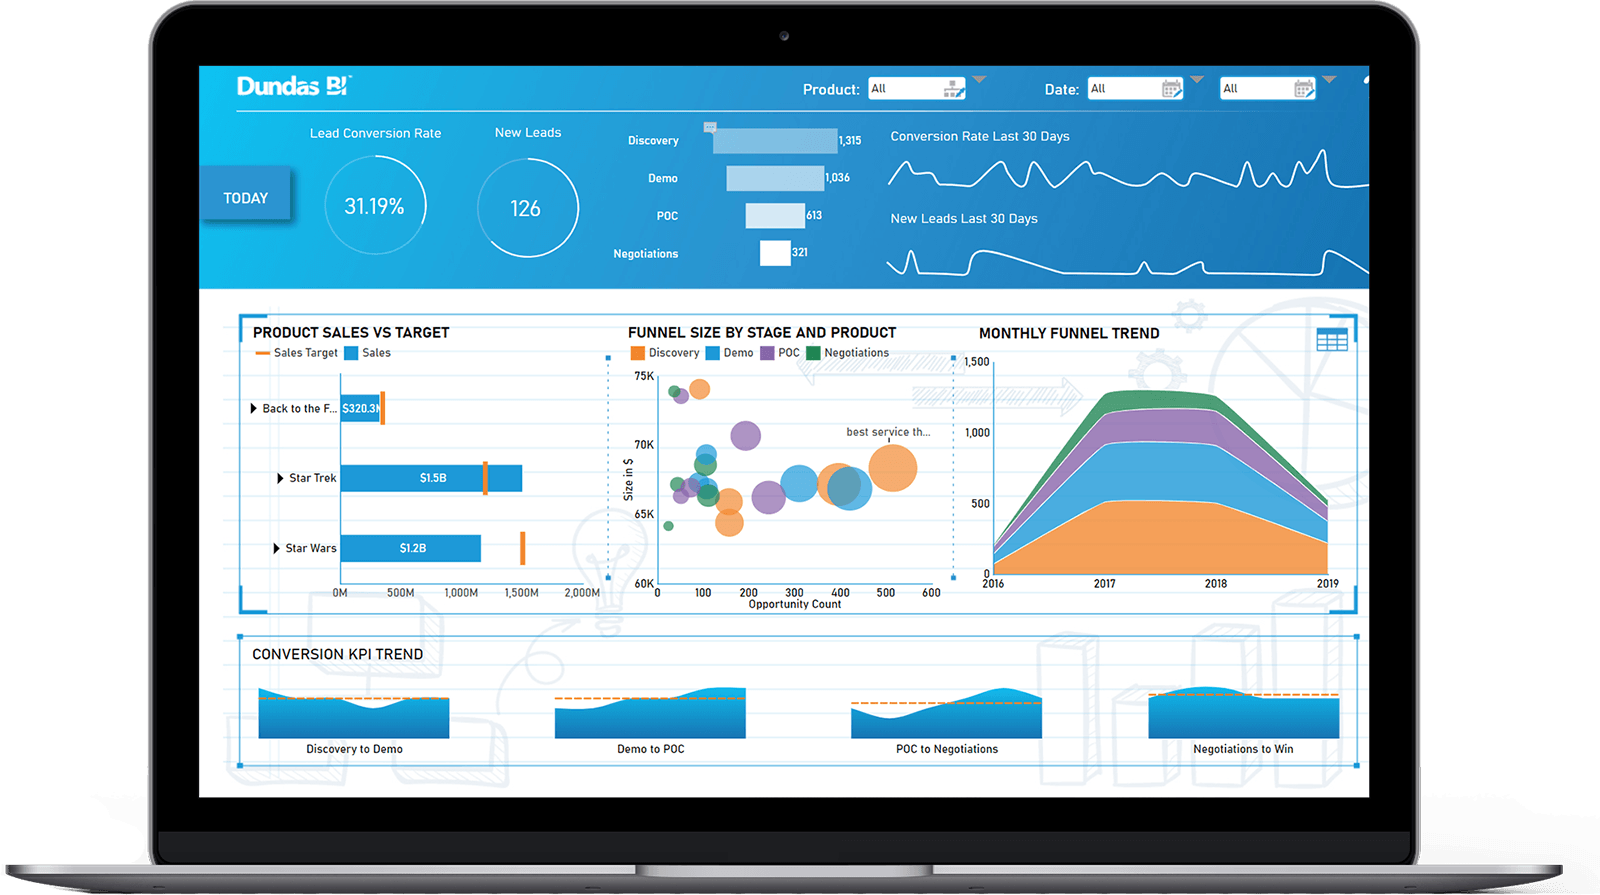 Dundas BI™
Product: All
Date: All All
Lead Conversion Rate
New Leads
TODAY
31.19%
126
Discovery 1,315
Demo 1,036
POC 613
Negotiations 321
Conversion Rate Last 30 Days
New Leads Last 30 Days
PRODUCT SALES VS TARGET
Sales Target Sales
Back to the F... $320.3
Star Trek $1.5B
Star Wars $1.2B
0M 500M 1,000M 1,500M 2,000M
FUNNEL SIZE BY STAGE AND PRODUCT
Discovery Demo POC Negotiations
75K
70K
65K
60K
Size in $
best service th...
0 100 200 300 400 500 600
Opportunity Count
MONTHLY FUNNEL TREND
1,500
1,000
500
0
2016 2017 2018 2019
CONVERSION KPI TREND
Discovery to Demo
Demo to POC
POC to Negotiations
Negotiations to Win